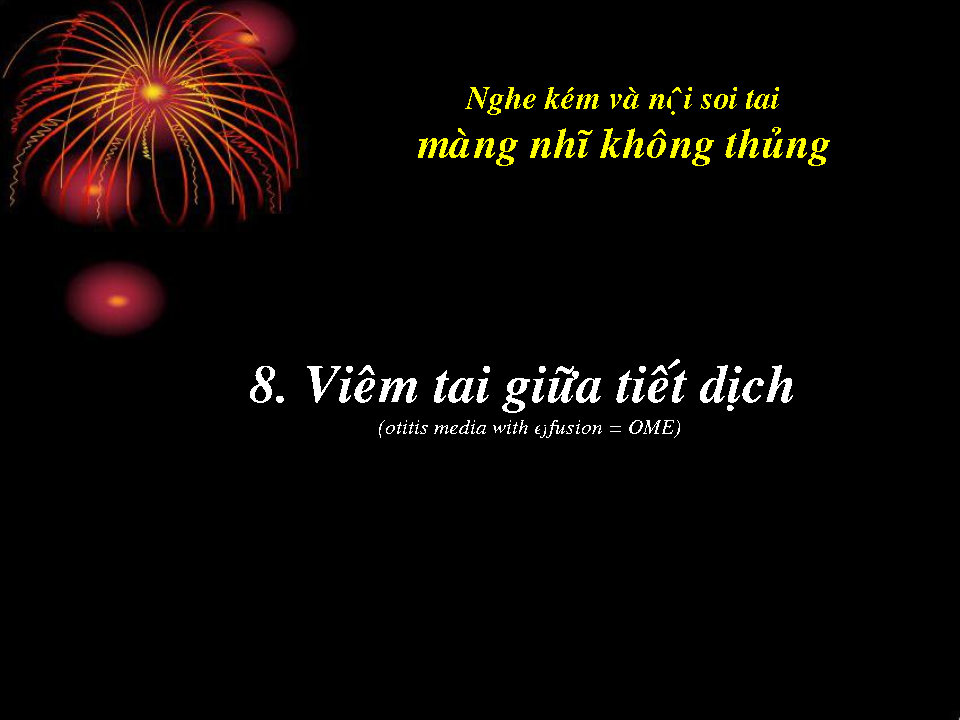 Nghe kém và nội soi tai
màng nhĩ không thủng
8. Viêm tai giữa tiết dịch
(otitis media with effusion = OME)